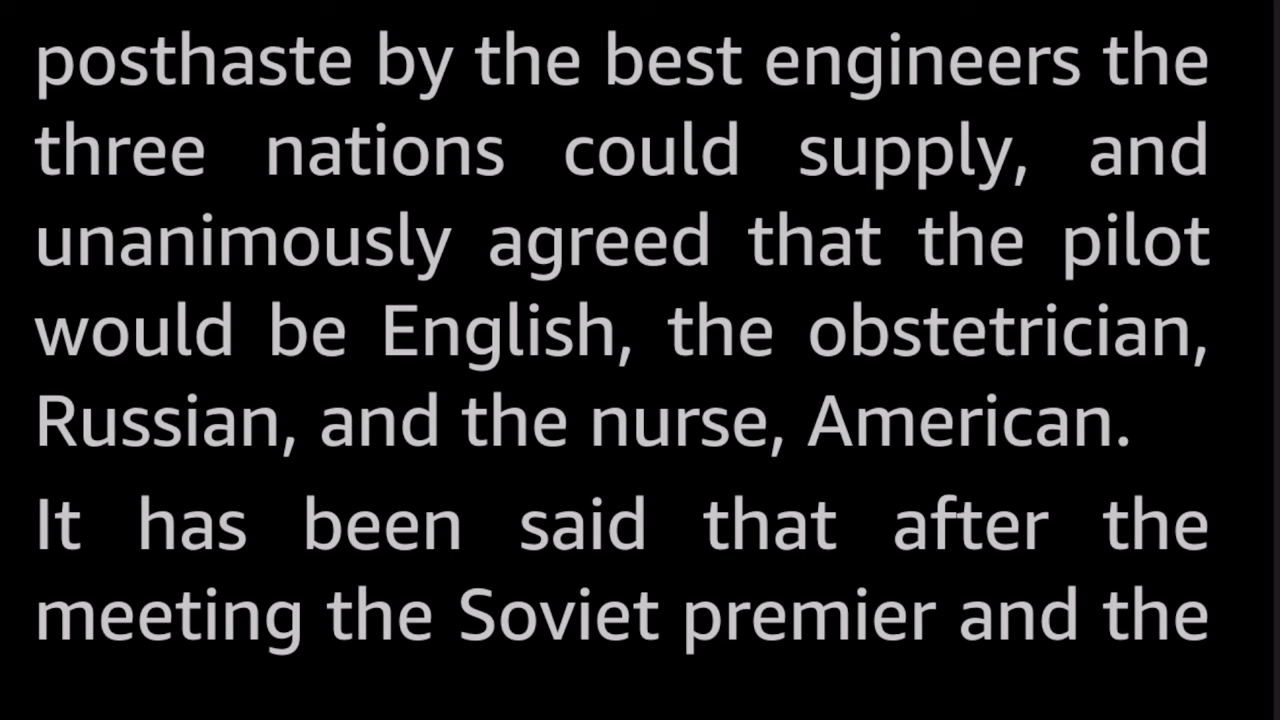 posthaste by the best engineers the
three nations could supply, and
unanimously agreed that the pilot
would be English, the obstetrician,
Russian, and the nurse, American.
It has been said that after the
meeting the Soviet premier and the